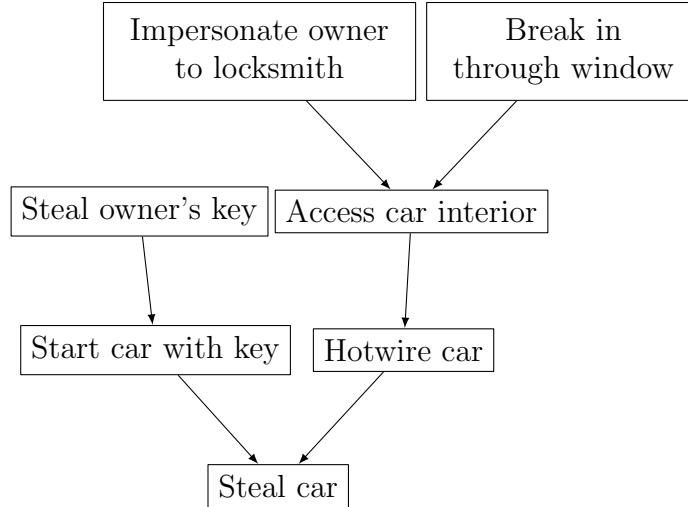 Impersonate owner
to locksmith
Break in
through window
Steal owner's key
Access car interior
Start car with key
Hotwire car
Steal car